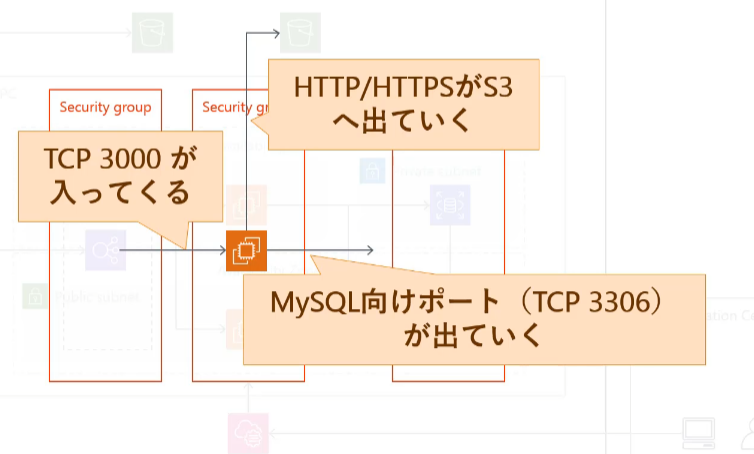 HTTP/HTTPSがS3
へ出ていく
Security group
Security gr
TCP 3000 が
入ってくる
Public subnet
MySQL向けポート（TCP 3306）
が出ていく